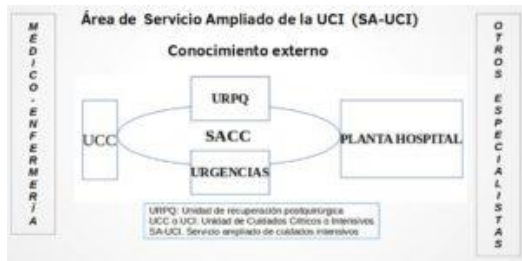 Área de Servicio Ampliado de la UCI (SA-UCI)
Conocimiento externo
MEDICO-ENFERMERÍA
URPQ
UCC
SACC
PLANTA HOSPITAL
URGENCIAS
OTROS ESPECIALISTAS
URPQ: Unidad de recuperación postquirúrgica
UCC o UCI: Unidad de Cuidados Críticos o Intensivos
SA-UCI: Servicio ampliado de cuidados intensivos